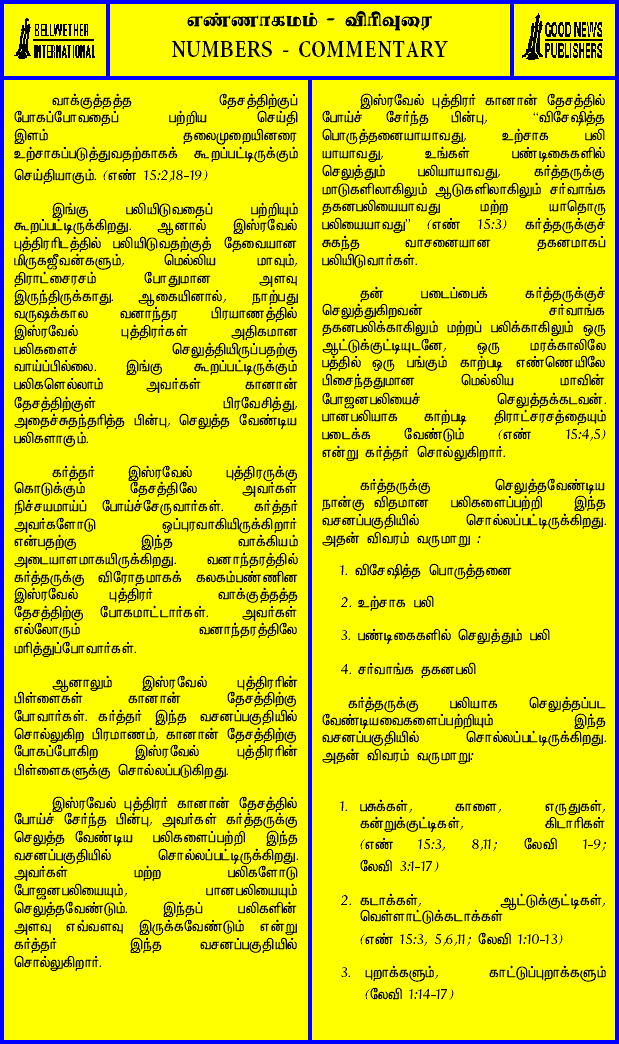 BELLWETHER
INTERNATIONAL
எண்ணாகமம் - விரிவுரை
NUMBERS - COMMENTARY
GOOD NEWS
PUBLISHERS
வாக்குத்தத்த தேசத்திற்குப்
போகப்போவதைப் பற்றிய செய்தி
இளம் தலைமுறையினரை
உற்சாகப்படுத்துவதற்காகக் கூறப்பட்டிருக்கும்
செய்தியாகும். (எண் 15:2,18-19)
இங்கு பலியிடுவதைப் பற்றியும்
கூறப்பட்டிருக்கிறது. ஆனால் இஸ்ரவேல்
புத்திரரிடத்தில் பலியிடுவதற்குத் தேவையான
மிருகஜீவன்களும், மெல்லிய மாவும்,
திராட்சைரசம் போதுமான அளவு
இருந்திருக்காது. ஆகையினால், நாற்பது
வருஷக்கால வனாந்தர பிரயாணத்தில்
இஸ்ரவேல் புத்திரர்கள் அதிகமான
பலிகளைச் செலுத்தியிருப்பதற்கு
வாய்ப்பில்லை. இங்கு கூறப்பட்டிருக்கும்
பலிகளெல்லாம் அவர்கள் கானான்
தேசத்திற்குள் பிரவேசித்து,
அதைச்சுதந்தரித்த பின்பு, செலுத்த வேண்டிய
பலிகளாகும்.
கர்த்தர் இஸ்ரவேல் புத்திரருக்கு
கொடுக்கும் தேசத்திலே அவர்கள்
நிச்சயமாய்ப் போய்ச்சேருவார்கள். கர்த்தர்
அவர்களோடு ஒப்புரவாகியிருக்கிறார்
என்பதற்கு இந்த வாக்கியம்
அடையாளமாகயிருக்கிறது. வனாந்தரத்தில்
கர்த்தருக்கு விரோதமாகக் கலகம்பண்ணின
இஸ்ரவேல் புத்திரர் வாக்குத்தத்த
தேசத்திற்கு போகமாட்டார்கள். அவர்கள்
எல்லோரும் வனாந்தரத்திலே
மரித்துப்போவார்கள்.
ஆனாலும் இஸ்ரவேல் புத்திரரின்
பிள்ளைகள் கானான் தேசத்திற்கு
போவார்கள். கர்த்தர் இந்த வசனப்பகுதியில்
சொல்லுகிற பிரமாணம், கானான் தேசத்திற்கு
போகப்போகிற இஸ்ரவேல் புத்திரரின்
பிள்ளைகளுக்கு சொல்லப்படுகிறது.
இஸ்ரவேல் புத்திரர் கானான் தேசத்தில்
போய்ச் சேர்ந்த பின்பு, அவர்கள் கர்த்தருக்கு
செலுத்த வேண்டிய பலிகளைப்பற்றி இந்த
வசனப்பகுதியில் சொல்லப்பட்டிருக்கிறது.
அவர்கள் மற்ற பலிகளோடு
போஜனபலியையும், பானபலியையும்
செலுத்தவேண்டும். இந்தப் பலிகளின்
அளவு எவ்வளவு இருக்கவேண்டும் என்று
கர்த்தர் இந்த வசனப்பகுதியில்
சொல்லுகிறார்.
இஸ்ரவேல் புத்திரர் கானான் தேசத்தில்
போய்ச் சேர்ந்த பின்பு, "விசேஷித்த
பொருத்தனையாயாவது, உற்சாக பலி
யாயாவது, உங்கள் பண்டிகைகளில்
செலுத்தும் பலியாயாவது, கர்த்தருக்கு
மாடுகளிலாகிலும் ஆடுகளிலாகிலும் சர்வாங்க
தகனபலியையாவது மற்ற யாதொரு
பலியையாவது" (எண் 15:3) கர்த்தருக்குச்
சுகந்த வாசனையான தகனமாகப்
பலியிடுவார்கள்.
தன் படைப்பைக் கர்த்தருக்குச்
செலுத்துகிறவன் சர்வாங்க
தகனபலிக்காகிலும் மற்றப் பலிக்காகிலும் ஒரு
ஆட்டுக்குட்டியுடனே, ஒரு மரக்காலிலே
பத்தில் ஒரு பங்கும் காற்படி எண்ணெயிலே
பிசைந்ததுமான மெல்லிய மாவின்
போஜனபலியைச் செலுத்தக்கடவன்.
பானபலியாக காற்படி திராட்சரசத்தையும்
படைக்க வேண்டும் (எண் 15:4,5)
என்று கர்த்தர் சொல்லுகிறார்.
கர்த்தருக்கு செலுத்தவேண்டிய
நான்கு விதமான பலிகளைப்பற்றி இந்த
வசனப்பகுதியில் சொல்லப்பட்டிருக்கிறது.
அதன் விவரம் வருமாறு :
1. விசேஷித்த பொருத்தனை
2. உற்சாக பலி
3. பண்டிகைகளில் செலுத்தும் பலி
4. சர்வாங்க தகனபலி
கர்த்தருக்கு பலியாக செலுத்தப்பட
வேண்டியவைகளைப்பற்றியும் இந்த
வசனப்பகுதியில் சொல்லப்பட்டிருக்கிறது.
அதன் விவரம் வருமாறு:
1. பசுக்கள், காளை, எருதுகள்,
கன்றுக்குட்டிகள், கிடாரிகள்
(எண் 15:3, 8,11; லேவி 1-9;
லேவி 3:1-17)
2. கடாக்கள், ஆட்டுக்குட்டிகள்,
வெள்ளாட்டுக்கடாக்கள்
(எண் 15:3, 5,6,11; லேவி 1:10-13)
3. புறாக்களும், காட்டுப்புறாக்களும்
(லேவி 1:14-17)